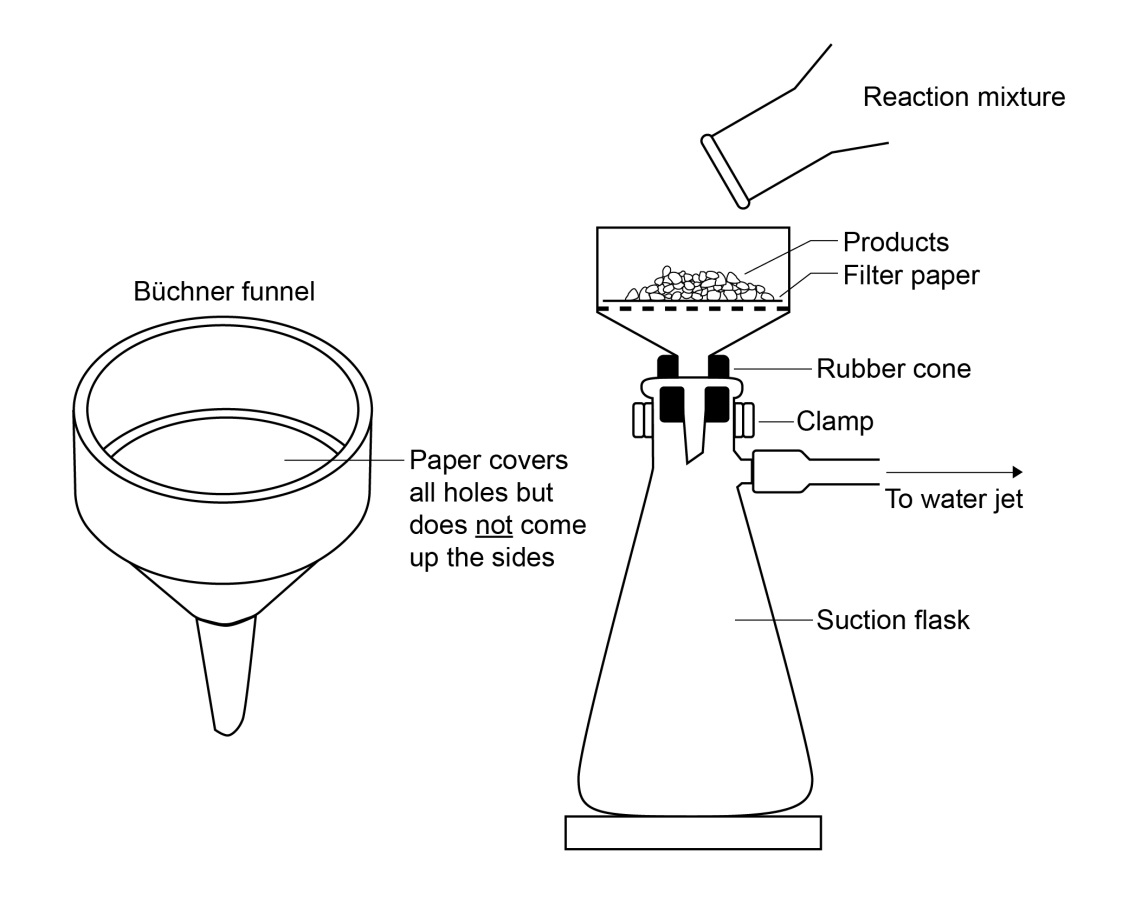 Reaction mixture
Products
Filter paper
Büchner funnel
Rubber cone
Clamp
Paper covers
all holes but
does not come
up the sides
To water jet
Suction flask